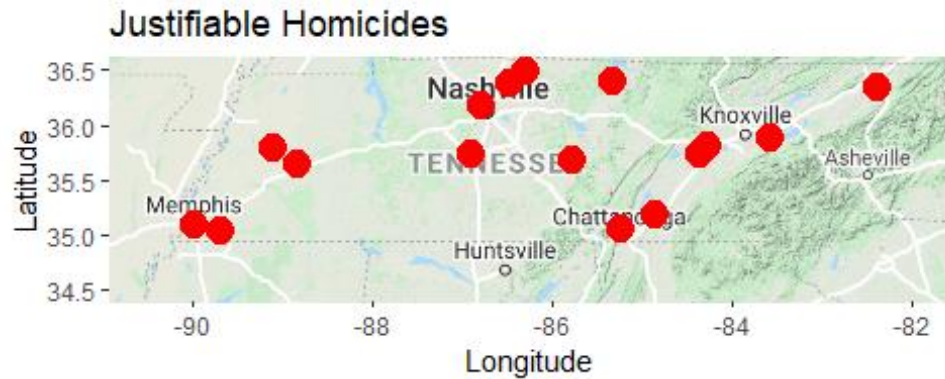 Justifiable Homicides
36.5
36.0
35.5
35.0
34.5
Latitude
Nashville
Knoxville
TENNESSE
Asheville
Memphis
Chattanooga
Huntsville
-90 -88 -86 -84 -82
Longitude